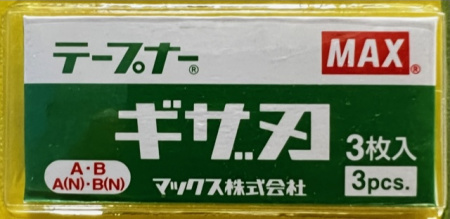 テープナー®
MAX®
ギザ刃
3枚入
3pcs.
A・B
A(N)・B(N)
マックス株式会社